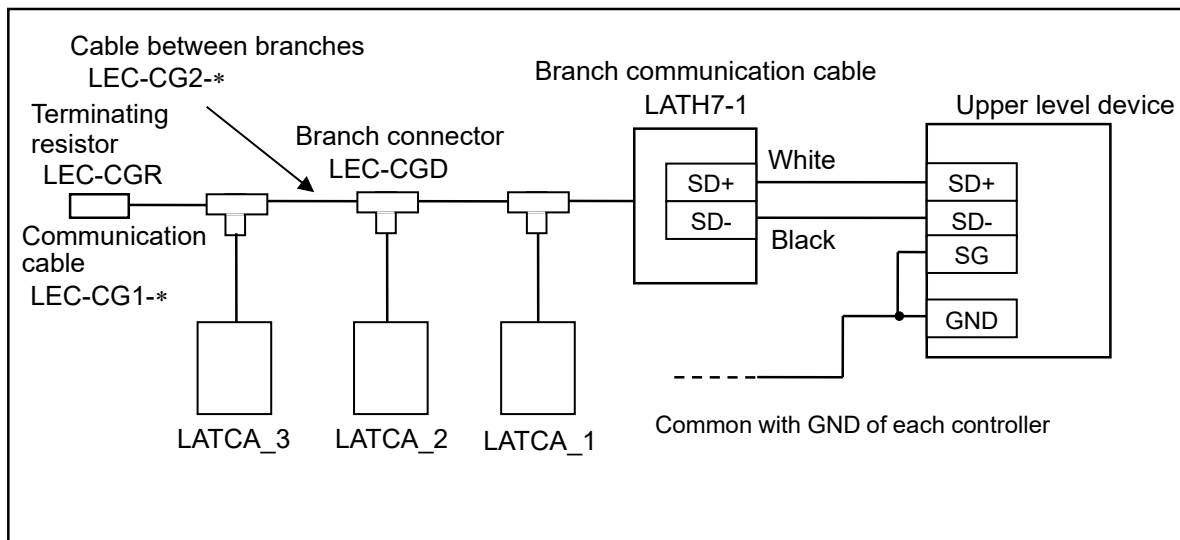 Cable between branches
LEC-CG2-*
Branch communication cable
LATH7-1
Upper level device
Terminating
resistor
LEC-CGR
Branch connector
LEC-CGD
White
SD+
SD+
SD-
SD-
Black
SG
GND
Communication
cable
LEC-CG1-*
LATCA_3
LATCA_2
LATCA_1
Common with GND of each controller